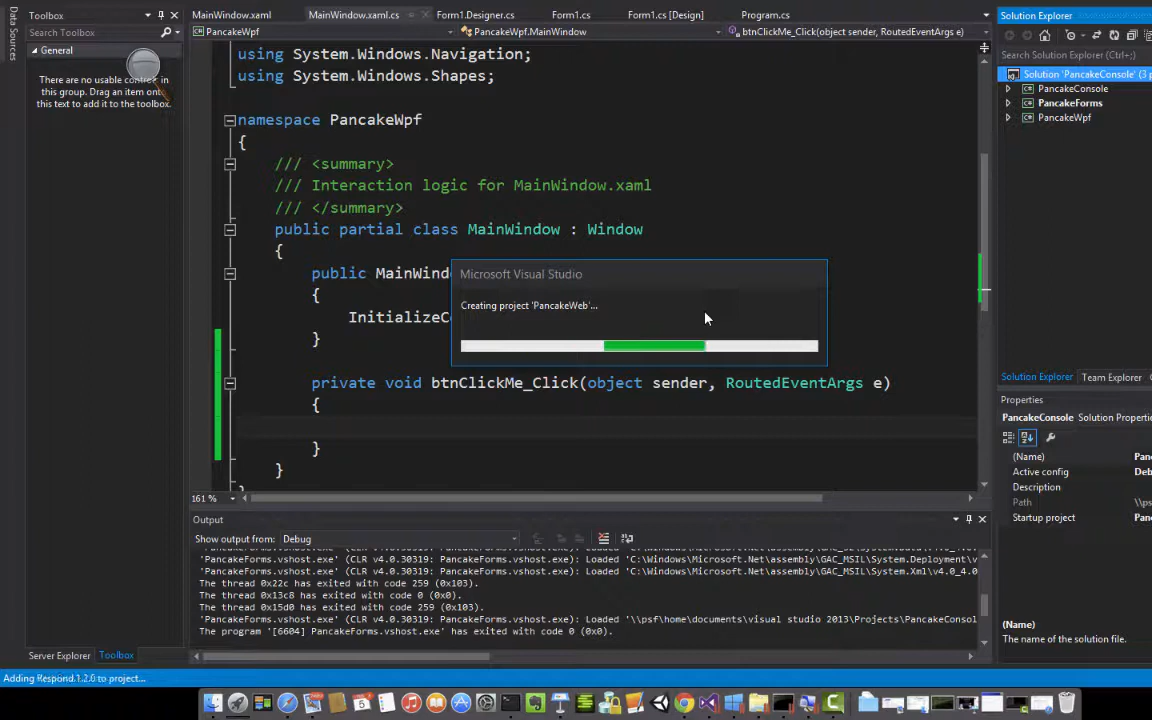 Data Sources
Toolbox
Search Toolbox
General
There are no usable controls in
this group. Drag an item onto
this text to add it to the toolbox.
Server Explorer Toolbox
MainWindow.xaml MainWindow.xaml.cs Form1.Designer.cs Form1.cs Form1.cs [Design] Program.cs
PancakeWpf PancakeWpf.MainWindow btnClickMe_Click(object sender, RoutedEventArgs e)
using System.Windows.Navigation;
using System.Windows.Shapes;
namespace PancakeWpf
{
/// <summary>
/// Interaction logic for MainWindow.xaml
/// </summary>
public partial class MainWindow : Window
{
public MainWind
{
InitializeC
}
private void btnClickMe_Click(object sender, RoutedEventArgs e)
{
}
}
161 %
Microsoft Visual Studio
Creating project 'PancakeWeb'...
Output
Show output from: Debug
'PancakeForms.vshost.exe' (CLR v4.0.30319: PancakeForms.vshost.exe): Loaded 'C:\Windows\Microsoft.Net\assembly\GAC_MSIL\System.Deployment\v
'PancakeForms.vshost.exe' (CLR v4.0.30319: PancakeForms.vshost.exe): Loaded 'C:\Windows\Microsoft.Net\assembly\GAC_MSIL\System.Xml\v4.0_4.0
The thread 0x22c has exited with code 259 (0x103).
The thread 0x13c8 has exited with code 0 (0x0).
The thread 0x15d0 has exited with code 259 (0x103).
'PancakeForms.vshost.exe' (CLR v4.0.30319: PancakeForms.vshost.exe): Loaded '\\psf\home\documents\visual studio 2013\Projects\PancakeConsol
The program '[6604] PancakeForms.vshost.exe' has exited with code 0 (0x0).
Solution Explorer
Search Solution Explorer
Solution 'PancakeConsole' (3 p
PancakeConsole
PancakeForms
PancakeWpf
Solution Explorer Team Explorer
Properties
PancakeConsole Solution Properti
(Name) Pan
Active config Deb
Description
Path \\ps
Startup project Pan
(Name)
The name of the solution file.
Adding Respond.1.2.0 to project...